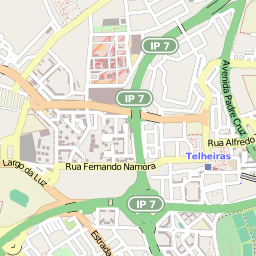 IP 7
IP 7
Avenida Padre Cruz
Rua Alfredo
Telheiras
Largo da Luz
Rua Fernando Namora
IP 7
Estrada